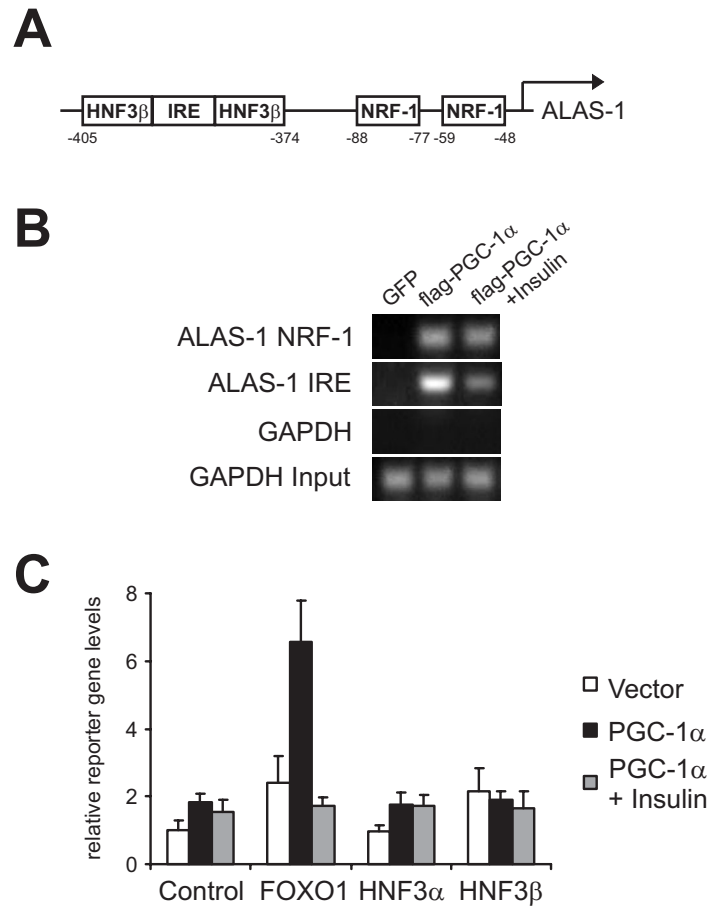 A
HNF3β IRE HNF3β NRF-1 NRF-1 ALAS-1
-405 -374 -88 -77 -59 -48
B
GFP
flag-PGC-1α
flag-PGC-1α
+Insulin
ALAS-1 NRF-1
ALAS-1 IRE
GAPDH
GAPDH Input
C
relative reporter gene levels
8
6
4
2
0
Control FOXO1 HNF3α HNF3β
Vector
PGC-1α
PGC-1α
+ Insulin